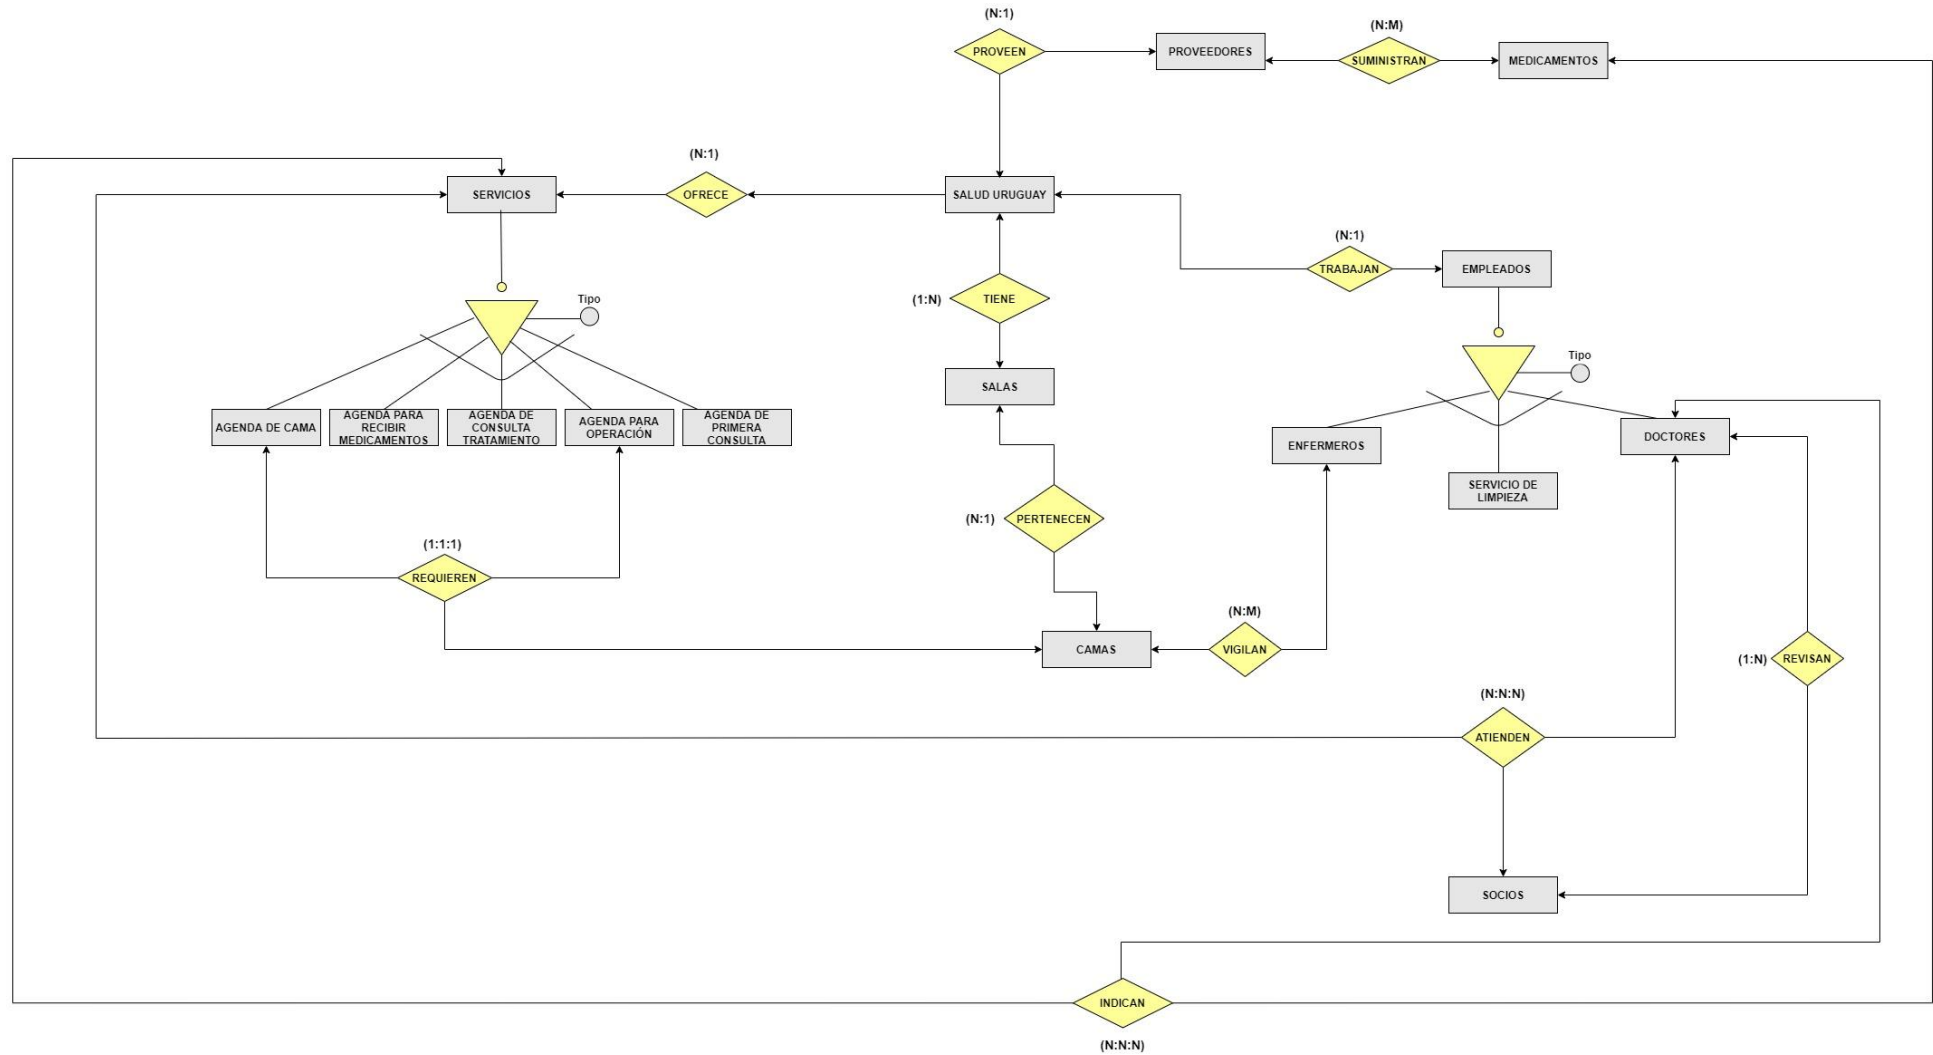 (N:1)
PROVEEN
PROVEEDORES
(N:M)
SUMINISTRAN
MEDICAMENTOS
(N:1)
SERVICIOS
OFRECE
SALUD URUGUAY
(N:1)
TRABAJAN
EMPLEADOS
(1:N)
TIENE
Tipo
Tipo
SALAS
AGENDA DE CAMA
AGENDA PARA
RECIBIR
MEDICAMENTOS
AGENDA DE
CONSULTA
TRATAMIENTO
AGENDA PARA
OPERACIÓN
AGENDA DE
PRIMERA
CONSULTA
ENFERMEROS
DOCTORES
SERVICIO DE
LIMPIEZA
(N:1)
PERTENECEN
(1:1:1)
REQUIEREN
(N:M)
CAMAS
VIGILAN
(1:N)
REVISAN
(N:N:N)
ATIENDEN
SOCIOS
INDICAN
(N:N:N)